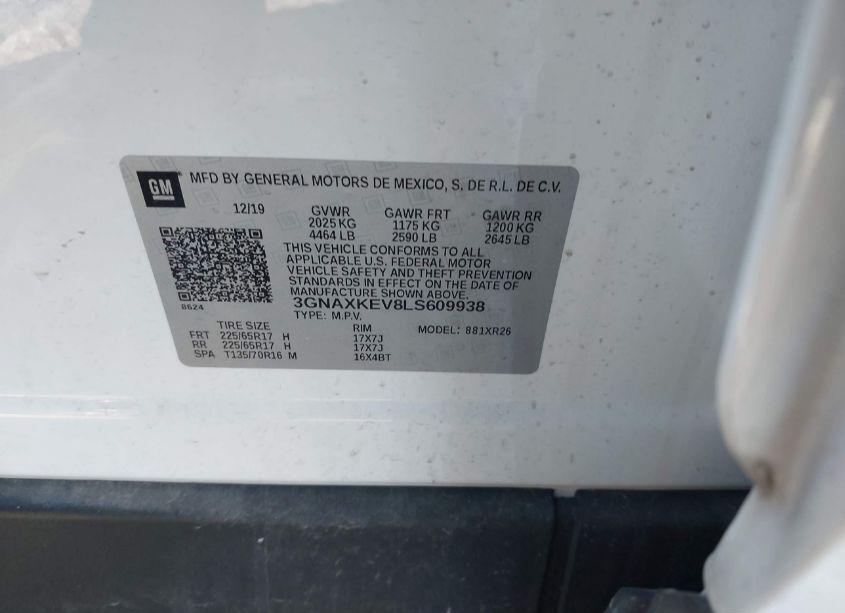 GM MFD BY GENERAL MOTORS DE MEXICO, S. DE R.L. DE C.V.
12/19 GVWR GAWR FRT GAWR RR
2025 KG 1175 KG 1200 KG
4464 LB 2590 LB 2645 LB
THIS VEHICLE CONFORMS TO ALL
APPLICABLE U.S. FEDERAL MOTOR
VEHICLE SAFETY AND THEFT PREVENTION
STANDARDS IN EFFECT ON THE DATE OF
MANUFACTURE SHOWN ABOVE.
8624 3GNAXKEV8LS609938
TYPE: M.P.V. MODEL: 881XR26
TIRE SIZE RIM
FRT 225/65R17 H 17X7J
RR 225/65R17 H 17X7J
SPA T135/70R16 M 16X4BT